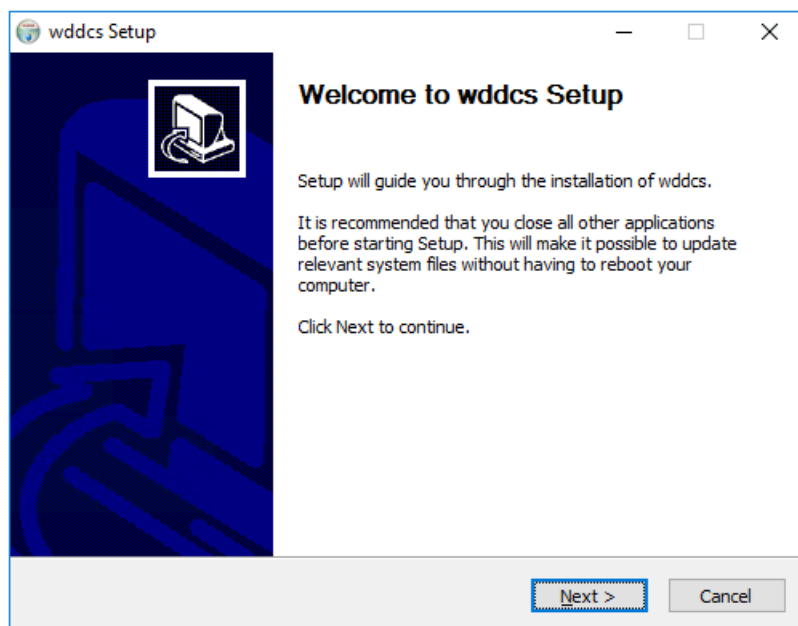 wddcs Setup
Welcome to wddcs Setup
Setup will guide you through the installation of wddcs.
It is recommended that you close all other applications
before starting Setup. This will make it possible to update
relevant system files without having to reboot your
computer.
Click Next to continue.
Next >
Cancel